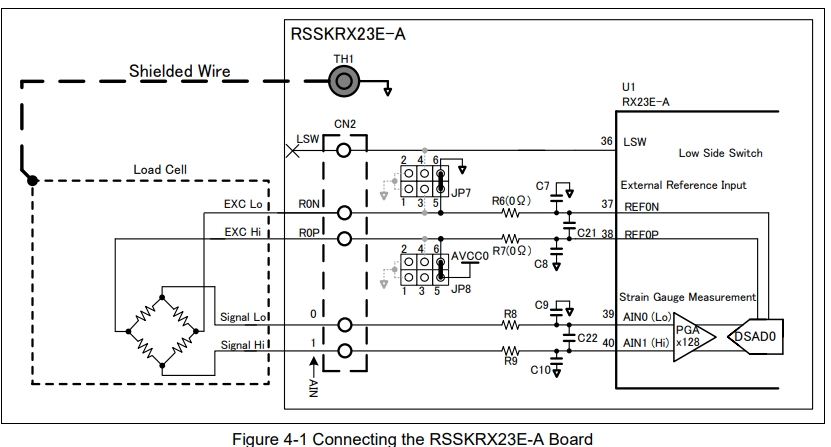 RSSKRX23E-A
TH1
Shielded Wire
U1
RX23E-A
CN2
LSW
36
LSW
Low Side Switch
Load Cell
2 4 6
1 3 5
JP7
C7
External Reference Input
EXC Lo
R0N
R6(0Ω)
37
REF0N
EXC Hi
R0P
R7(0Ω)
C21
38
REF0P
2 4 6
AVCC0
C8
1 3 5
JP8
Strain Gauge Measurement
C9
Signal Lo
0
R8
39
AIN0 (Lo)
C22
PGA
x128
DSAD0
Signal Hi
1
R9
40
AIN1 (Hi)
C10
AIN
Figure 4-1 Connecting the RSSKRX23E-A Board